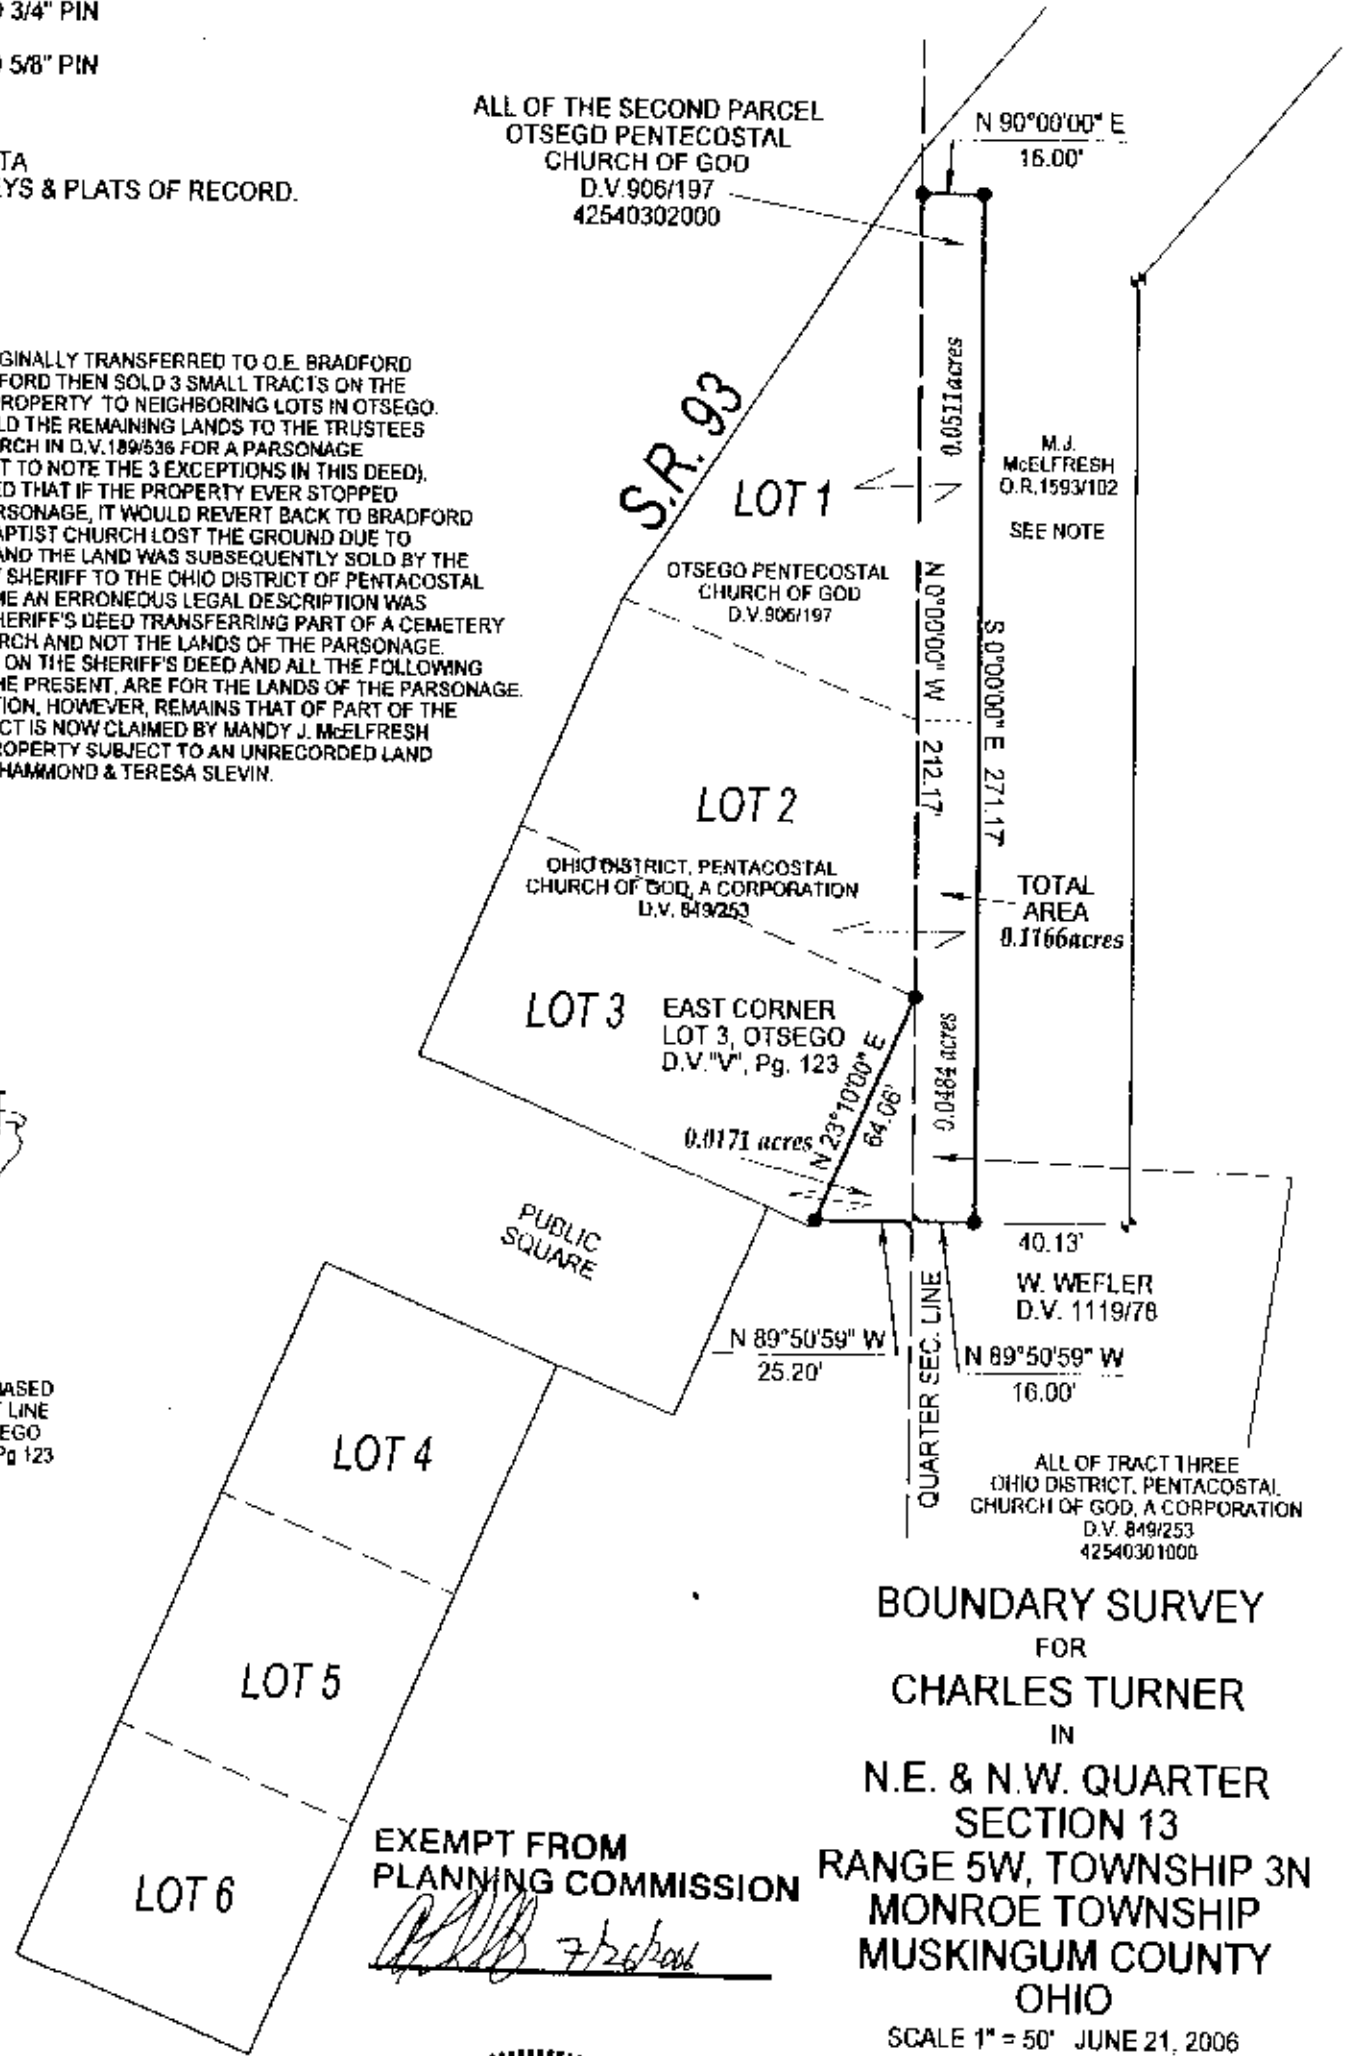 3/4" PIN
5/8" PIN
TA
YS & PLATS OF RECORD.
ALL OF THE SECOND PARCEL
OTSEGO PENTECOSTAL
CHURCH OF GOD
D.V.906/197
42540302000
N 90°00'00" E
16.00'
GINALLY TRANSFERRED TO O.E. BRADFORD
FORD THEN SOLD 3 SMALL TRACTS ON THE
ROPERTY TO NEIGHBORING LOTS IN OTSEGO.
LD THE REMAINING LANDS TO THE TRUSTEES
RCH IN D.V.189/536 FOR A PARSONAGE
T TO NOTE THE 3 EXCEPTIONS IN THIS DEED).
ED THAT IF THE PROPERTY EVER STOPPED
RSONAGE, IT WOULD REVERT BACK TO BRADFORD
APTIST CHURCH LOST THE GROUND DUE TO
AND THE LAND WAS SUBSEQUENTLY SOLD BY THE
SHERIFF TO THE OHIO DISTRICT OF PENTACOSTAL
ME AN ERRONEOUS LEGAL DESCRIPTION WAS
HERIFF'S DEED TRANSFERRING PART OF A CEMETERY
RCH AND NOT THE LANDS OF THE PARSONAGE.
ON THE SHERIFF'S DEED AND ALL THE FOLLOWING
HE PRESENT, ARE FOR THE LANDS OF THE PARSONAGE.
TION, HOWEVER, REMAINS THAT OF PART OF THE
CT IS NOW CLAIMED BY MANDY J. McELFRESH
ROPERTY SUBJECT TO AN UNRECORDED LAND
HAMMOND & TERESA SLEVIN.
S.R. 93
0.0511acres
LOT 1
M.J.
McELFRESH
O.R.1593/102
SEE NOTE
OTSEGO PENTECOSTAL
CHURCH OF GOD
D.V.906/197
N 0°00'00" W 212.17'
S 0°00'00" E 271.17'
LOT 2
OHIO DISTRICT, PENTACOSTAL
CHURCH OF GOD, A CORPORATION
D.V. 849/253
TOTAL
AREA
0.1166acres
LOT 3
EAST CORNER
LOT 3, OTSEGO
D.V."V", Pg. 123
N 23°10'00" E
64.06'
0.0484 acres
0.0171 acres
PUBLIC
SQUARE
40.13'
W. WEFLER
D.V. 1119/78
N 89°50'59" W
25.20'
QUARTER SEC. LINE
N 89°50'59" W
16.00'
ASED
LINE
EGO
Pg 123
LOT 4
ALL OF TRACT THREE
OHIO DISTRICT, PENTACOSTAL
CHURCH OF GOD, A CORPORATION
D.V. 849/253
42540301000
LOT 5
LOT 6
BOUNDARY SURVEY
FOR
CHARLES TURNER
IN
N.E. & N.W. QUARTER
SECTION 13
RANGE 5W, TOWNSHIP 3N
MONROE TOWNSHIP
MUSKINGUM COUNTY
OHIO
SCALE 1" = 50' JUNE 21, 2006
EXEMPT FROM
PLANNING COMMISSION
7/26/2006